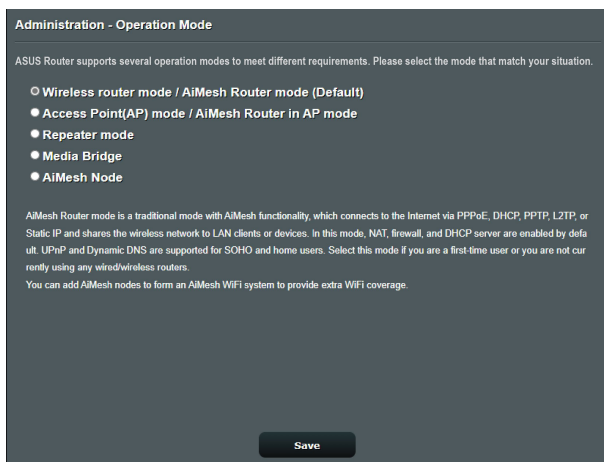 Administration - Operation Mode
ASUS Router supports several operation modes to meet different requirements. Please select the mode that match your situation.
Wireless router mode / AiMesh Router mode (Default)
Access Point(AP) mode / AiMesh Router in AP mode
Repeater mode
Media Bridge
AiMesh Node
AiMesh Router mode is a traditional mode with AiMesh functionality, which connects to the Internet via PPPoE, DHCP, PPTP, L2TP, or
Static IP and shares the wireless network to LAN clients or devices. In this mode, NAT, firewall, and DHCP server are enabled by defa
ult. UPnP and Dynamic DNS are supported for SOHO and home users. Select this mode if you are a first-time user or you are not cur
rently using any wired/wireless routers.
You can add AiMesh nodes to form an AiMesh WiFi system to provide extra WiFi coverage.
Save